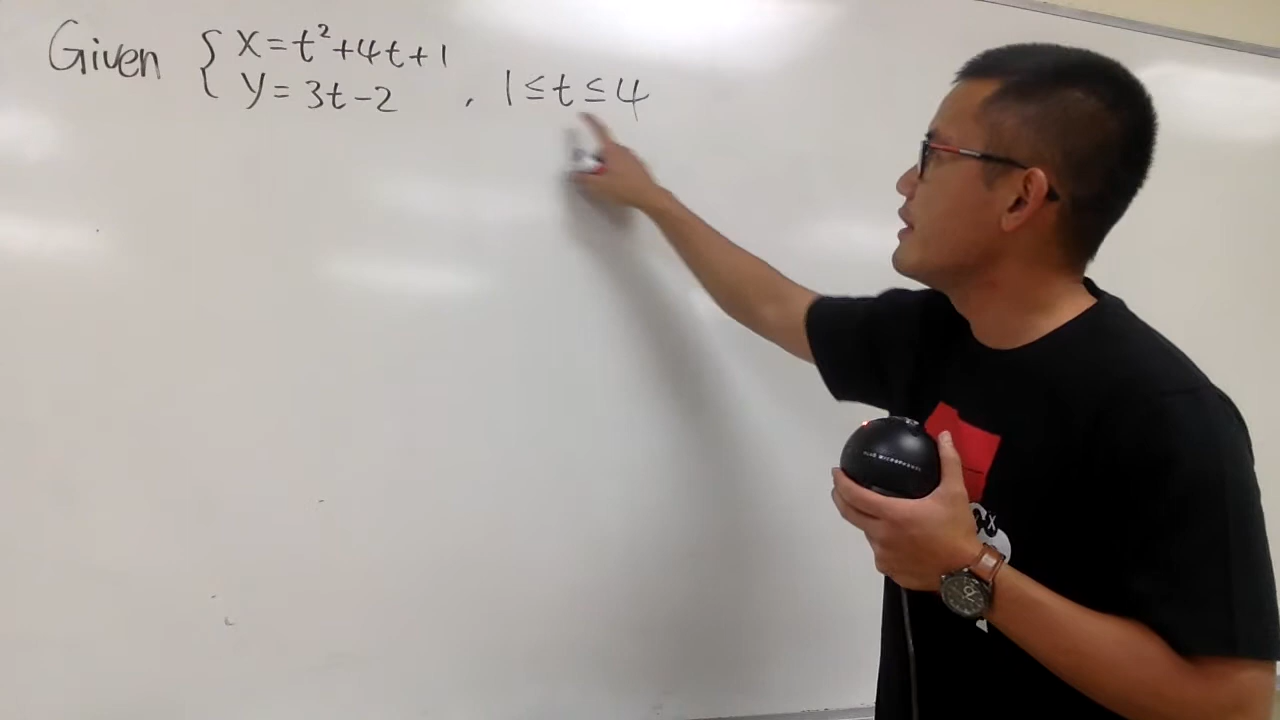 Given { x = t² + 4t + 1
y = 3t - 2 , 1 ≤ t ≤ 4